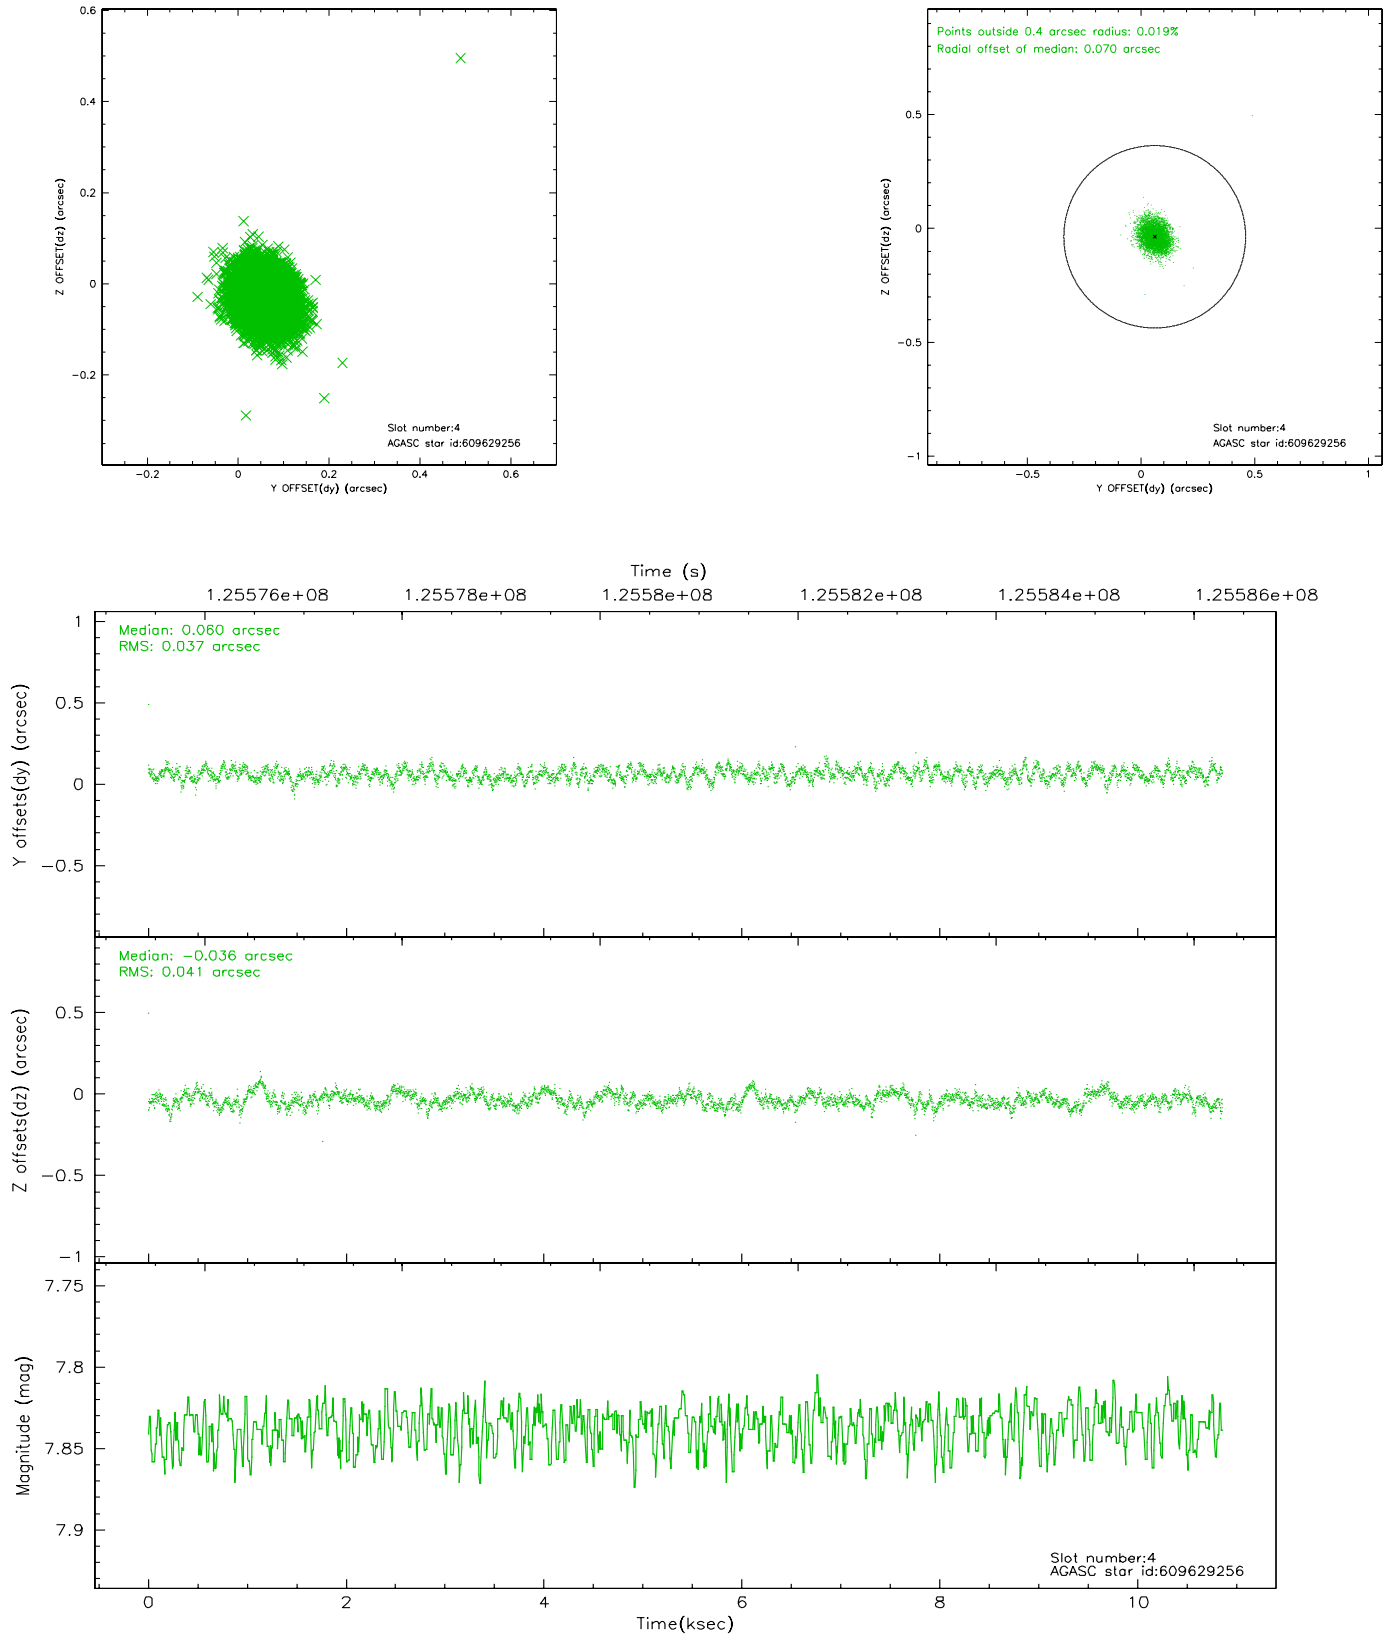 0.6
0.4
0.2
0
−0.2
Z OFFSET(dz) (arcsec)
Slot number:4
AGASC star id:609629256
−0.2 0 0.2 0.4 0.6
Y OFFSET(dy) (arcsec)
Points outside 0.4 arcsec radius: 0.019%
Radial offset of median: 0.070 arcsec
0.5
0
−0.5
−1
Z OFFSET(dz) (arcsec)
Slot number:4
AGASC star id:609629256
−0.5 0 0.5 1
Y OFFSET(dy) (arcsec)
Time (s)
1.25576e+08 1.25578e+08 1.2558e+08 1.25582e+08 1.25584e+08 1.25586e+08
Median: 0.060 arcsec
RMS: 0.037 arcsec
1
0.5
0
−0.5
Y offsets(dy) (arcsec)
Median: −0.036 arcsec
RMS: 0.041 arcsec
0.5
0
−0.5
−1
Z offsets(dz) (arcsec)
7.75
7.8
7.85
7.9
Magnitude (mag)
Slot number:4
AGASC star id:609629256
0 2 4 6 8 10
Time(ksec)